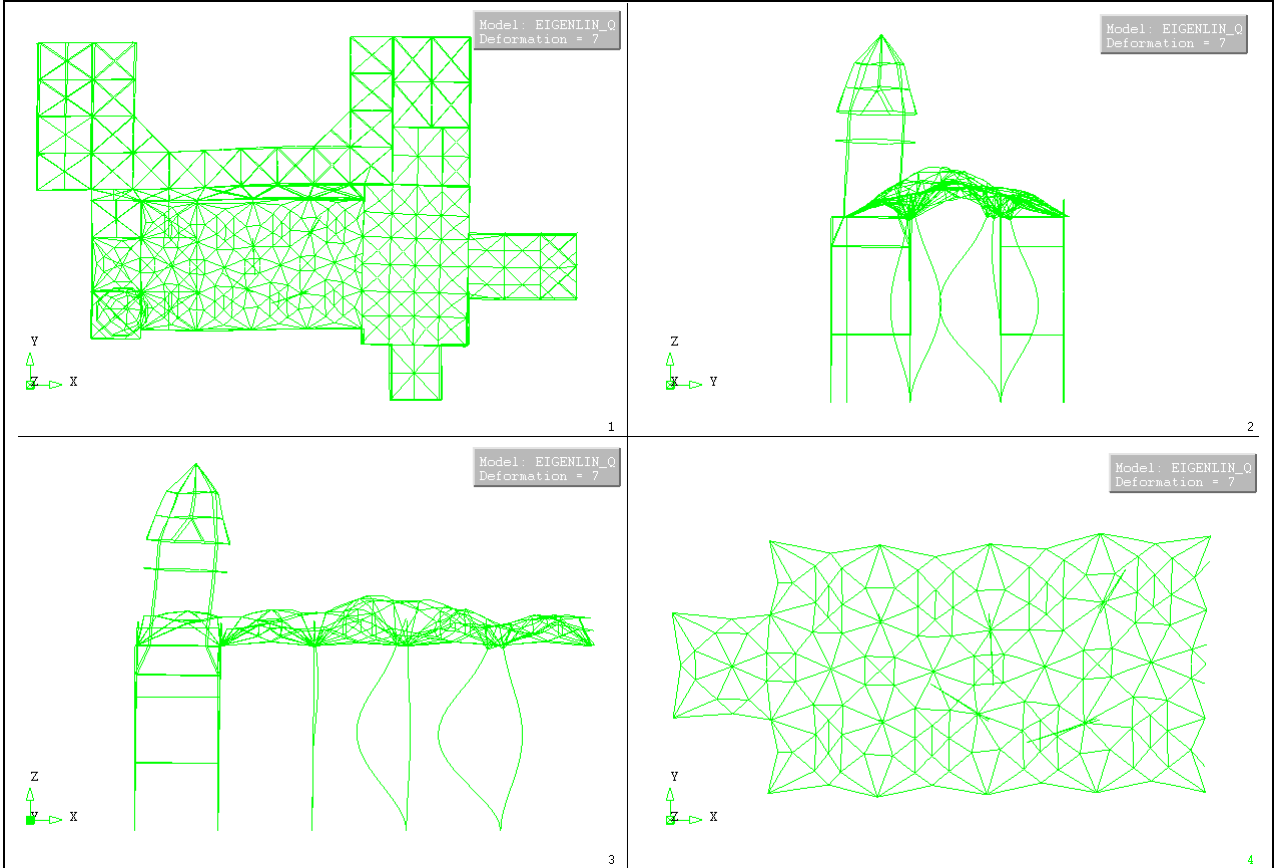 Model: EIGENLIN_Q
Deformation = 7
Y
Z X
1
Model: EIGENLIN_Q
Deformation = 7
Z
X Y
2
Model: EIGENLIN_Q
Deformation = 7
Z
Y X
3
Model: EIGENLIN_Q
Deformation = 7
Y
Z X
4